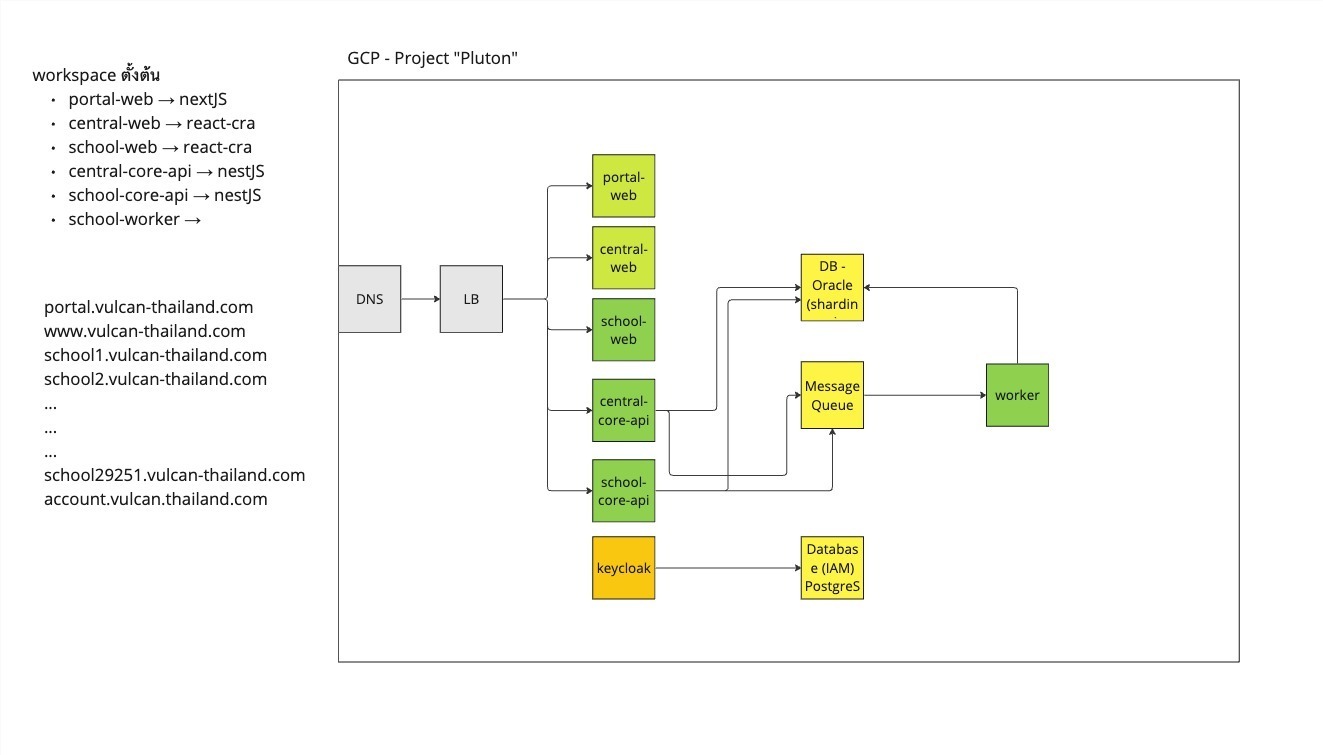 GCP - Project "Pluton"
workspace ตั้งต้น
• portal-web → nextJS
• central-web → react-cra
• school-web → react-cra
• central-core-api → nestJS
• school-core-api → nestJS
• school-worker →
portal.vulcan-thailand.com
www.vulcan-thailand.com
school1.vulcan-thailand.com
school2.vulcan-thailand.com
...
...
...
school29251.vulcan-thailand.com
account.vulcan.thailand.com
DNS
LB
portal-
web
central-
web
school-
web
central-
core-api
school-
core-api
keycloak
DB -
Oracle
(shardin
Message
Queue
worker
Databas
e (IAM)
PostgreS